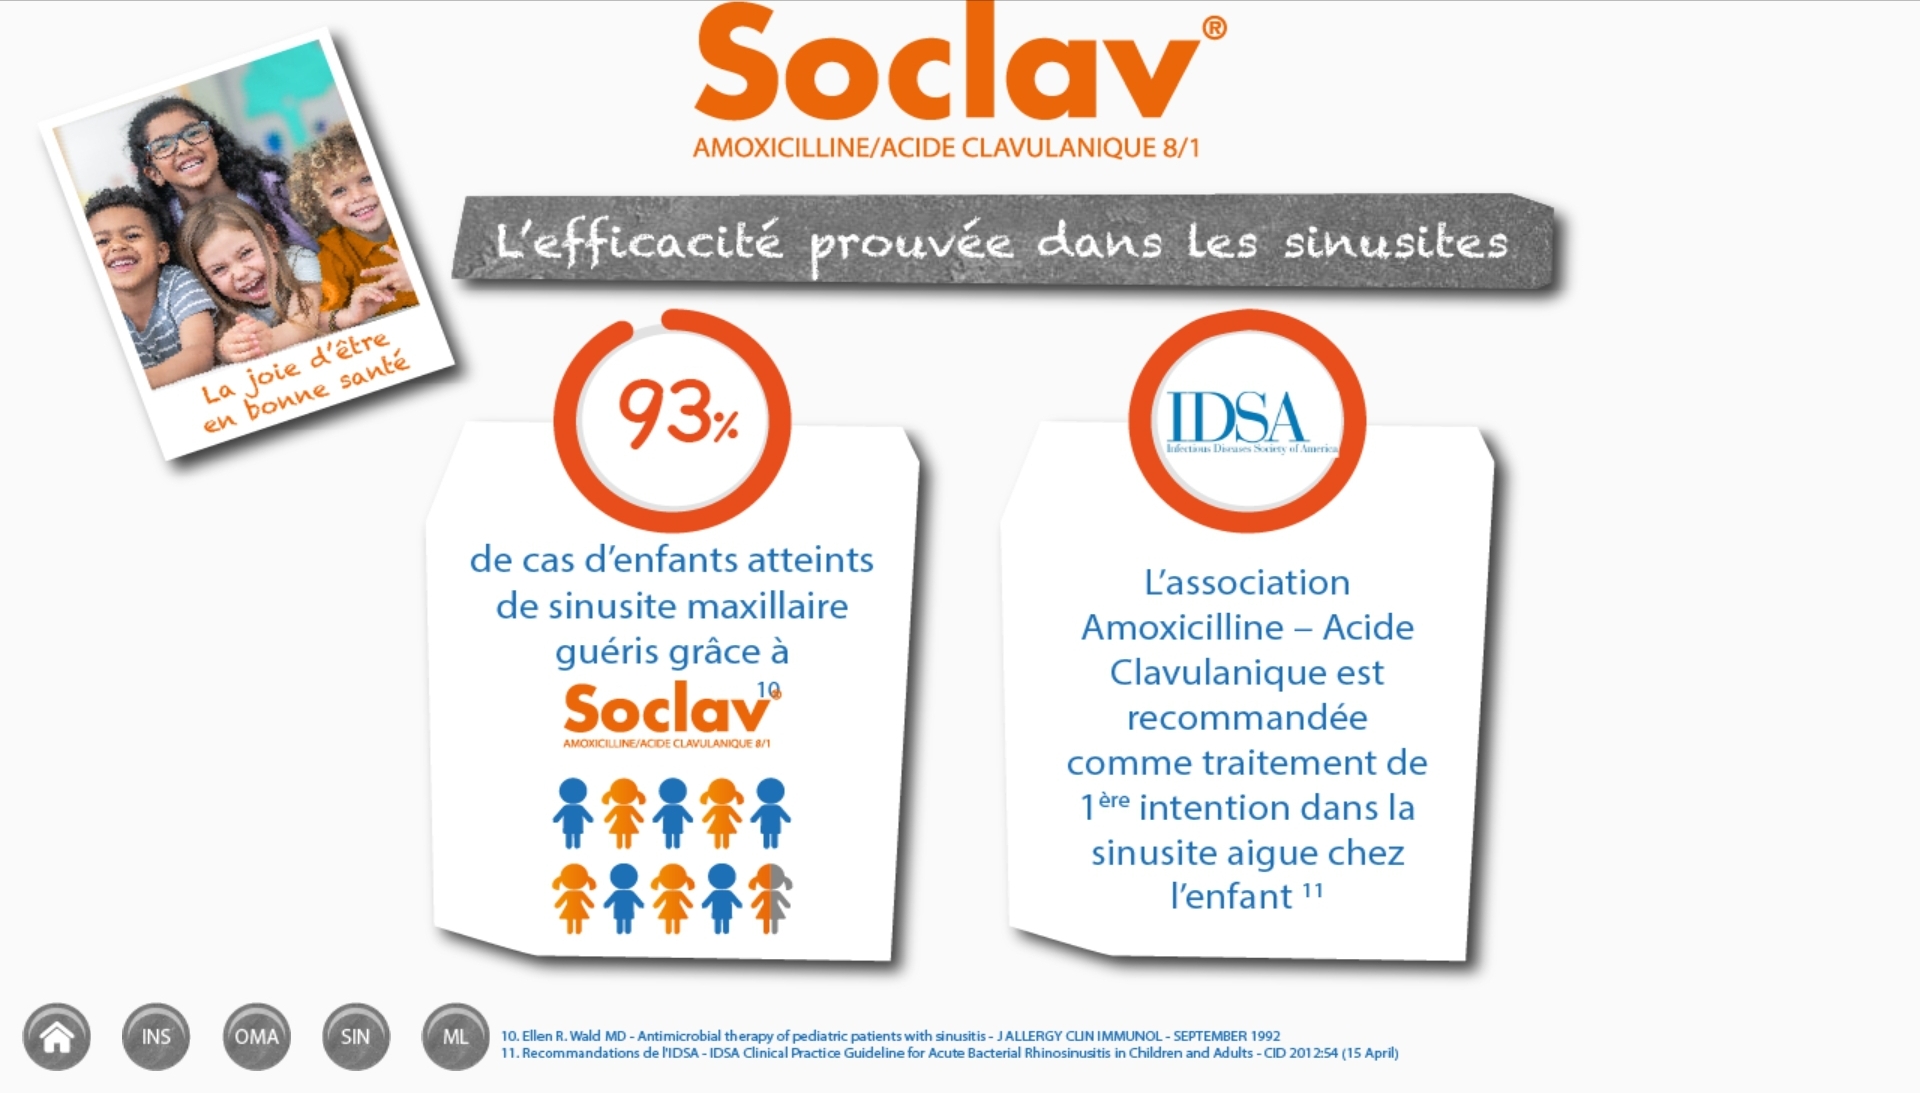 Soclav®
AMOXICILLINE/ACIDE CLAVULANIQUE 8/1
La joie d'être
en bonne santé
L'efficacité prouvée dans les sinusites
93%
de cas d'enfants atteints
de sinusite maxillaire
guéris grâce à
Soclav® 10
AMOXICILLINE/ACIDE CLAVULANIQUE 8/1
IDSA
Infectious Diseases Society of America
L'association
Amoxicilline – Acide
Clavulanique est
recommandée
comme traitement de
1ère intention dans la
sinusite aigue chez
l'enfant 11
INS
OMA
SIN
ML
10. Ellen R. Wald MD - Antimicrobial therapy of pediatric patients with sinusitis - J ALLERGY CLIN IMMUNOL - SEPTEMBER 1992
11. Recommandations de l'IDSA - IDSA Clinical Practice Guideline for Acute Bacterial Rhinosinusitis in Children and Adults - CID 2012:54 (15 April)